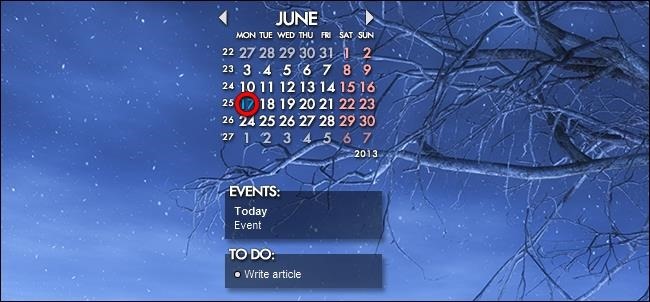 JUNE
MON TUE WED THU FRI SAT SUN
22 27 28 29 30 31 1 2
23 3 4 5 6 7 8 9
24 10 11 12 13 14 15 16
25 17 18 19 20 21 22 23
26 24 25 26 27 28 29 30
27 1 2 3 4 5 6 7
2013
EVENTS:
Today
Event
TO DO:
Write article